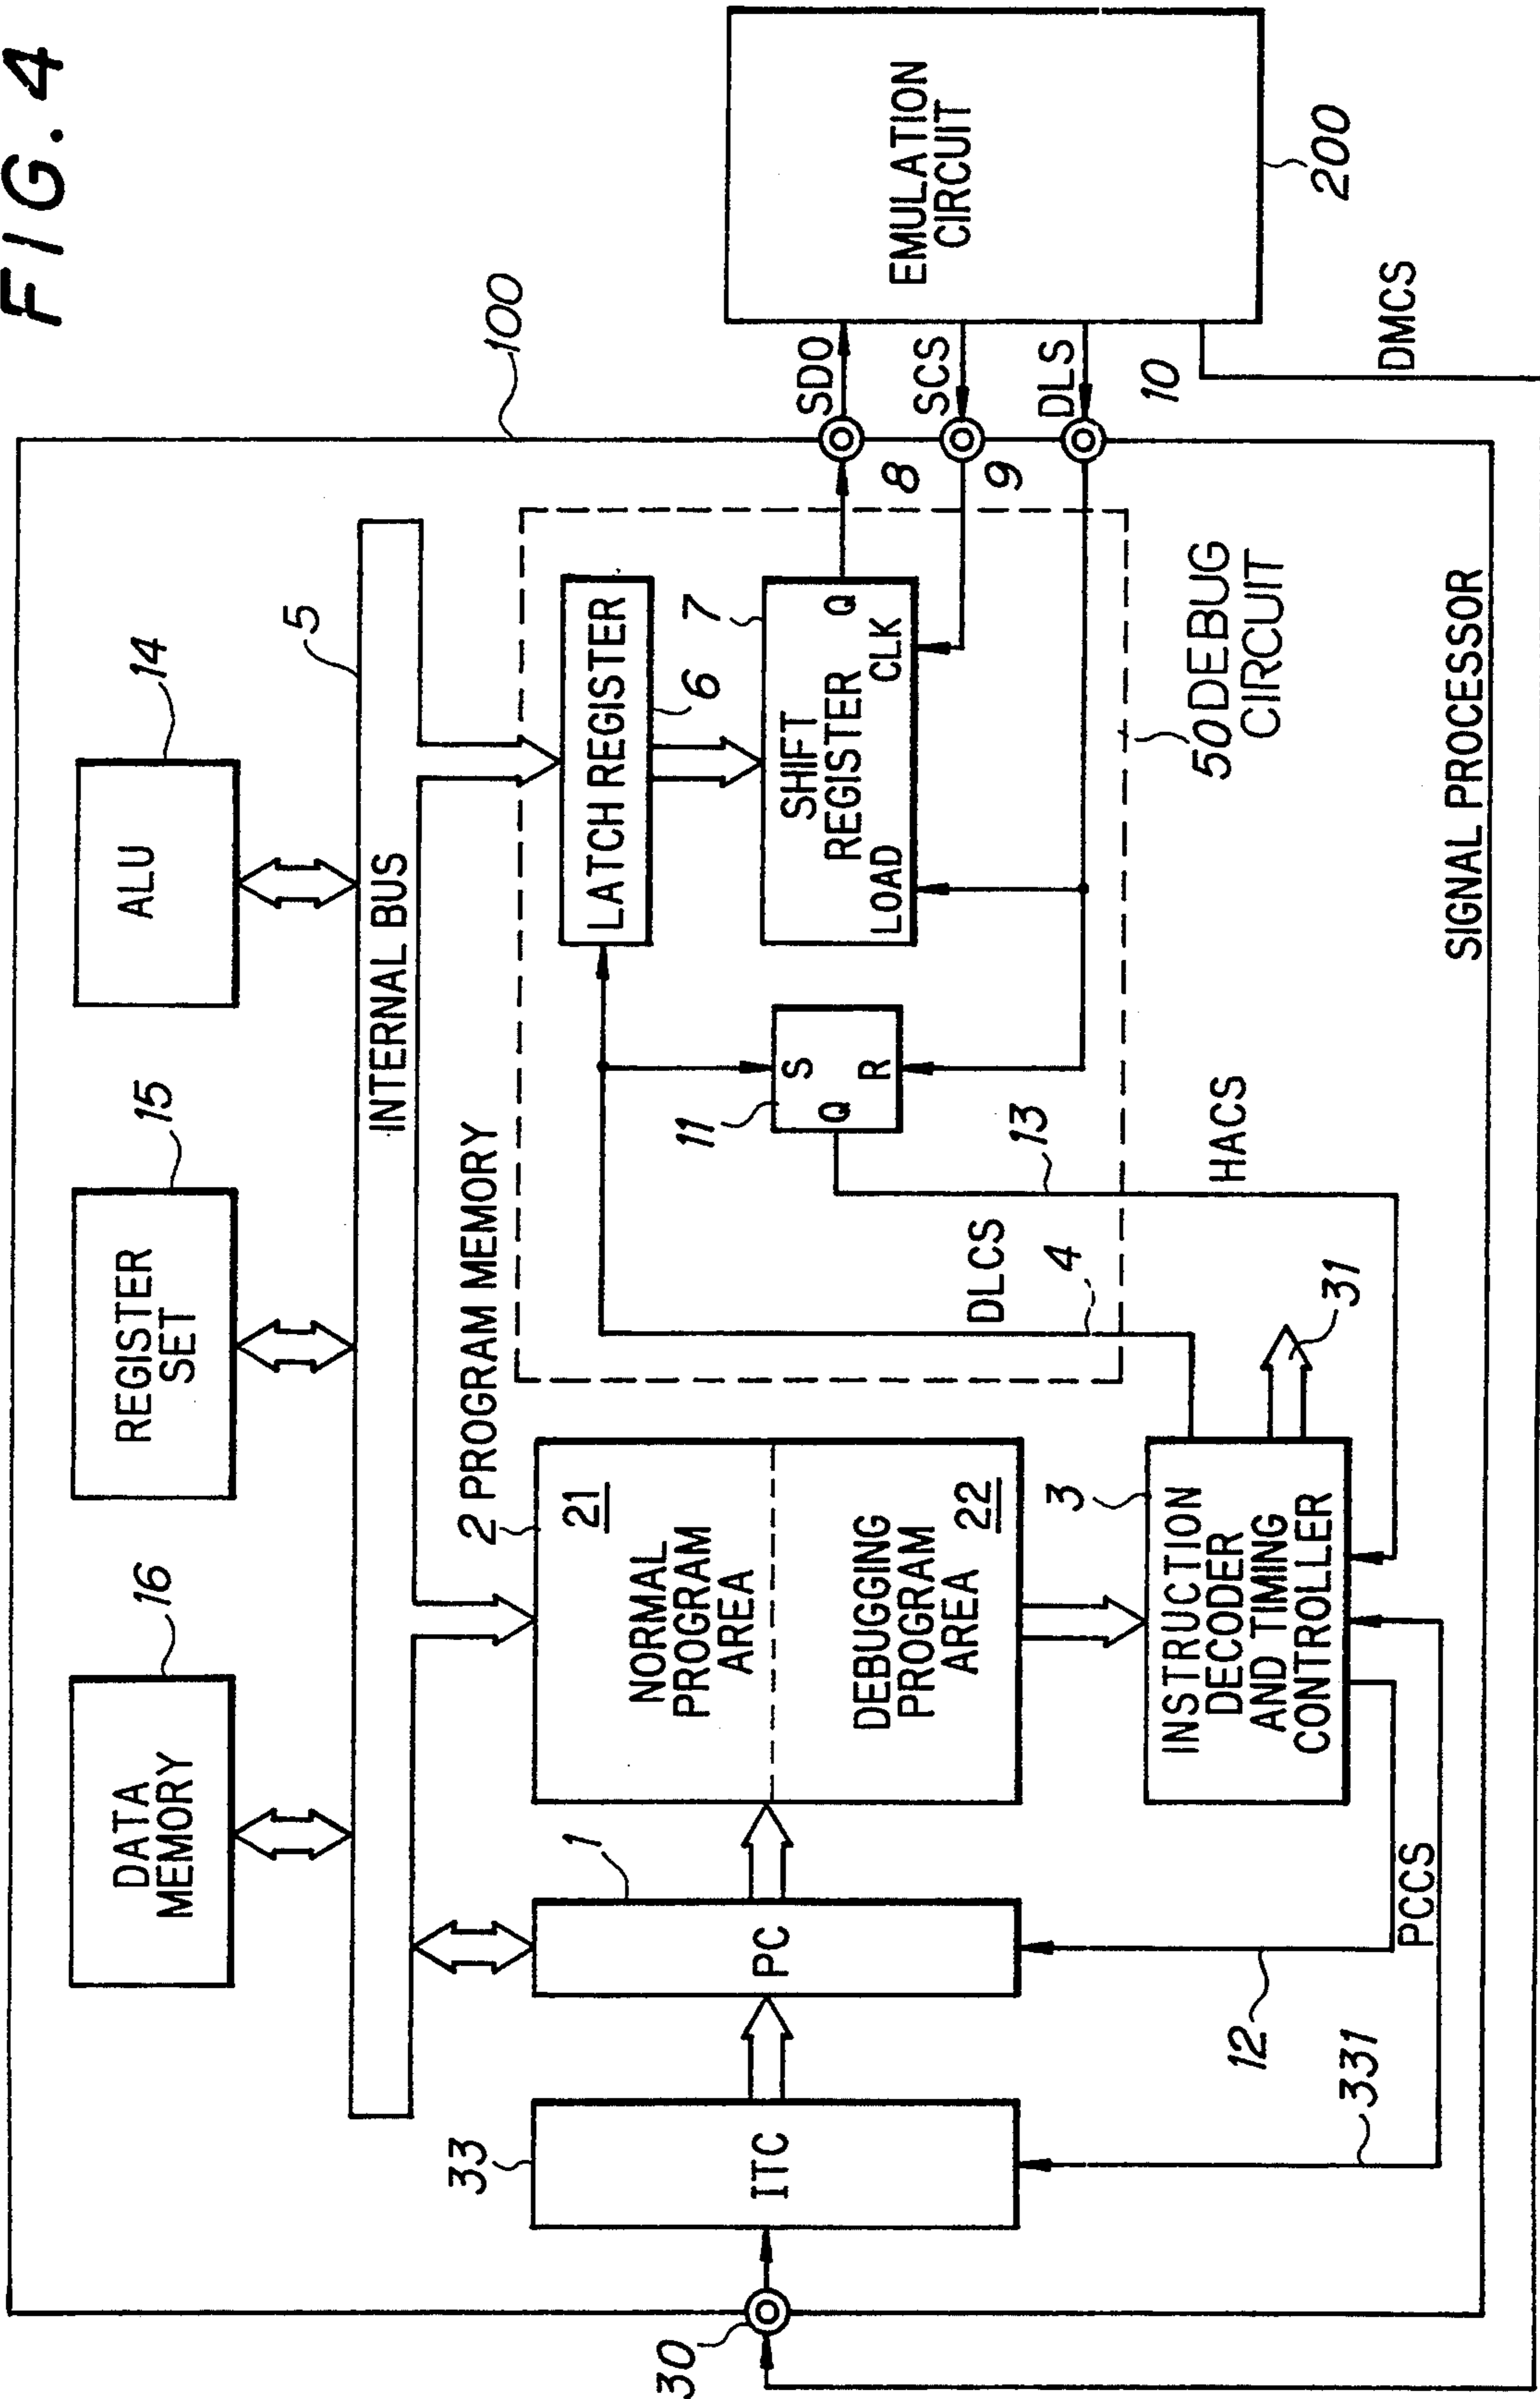 FIG. 4
100
EMULATION
CIRCUIT
200
SDO
SCS
DLS
DMCS
8
9
10
14
ALU
15
REGISTER
SET
16
DATA
MEMORY
5
INTERNAL BUS
LATCH REGISTER
6
7
SHIFT
REGISTER
Q
CLK
LOAD
11
S
Q
R
50 DEBUG
CIRCUIT
13
HACS
DLCS
4
2 PROGRAM MEMORY
21
NORMAL
PROGRAM
AREA
DEBUGGING
PROGRAM
AREA
22
3
INSTRUCTION
DECODER
AND TIMING
CONTROLLER
31
1
PC
PCCS
12
331
33
ITC
30
SIGNAL PROCESSOR